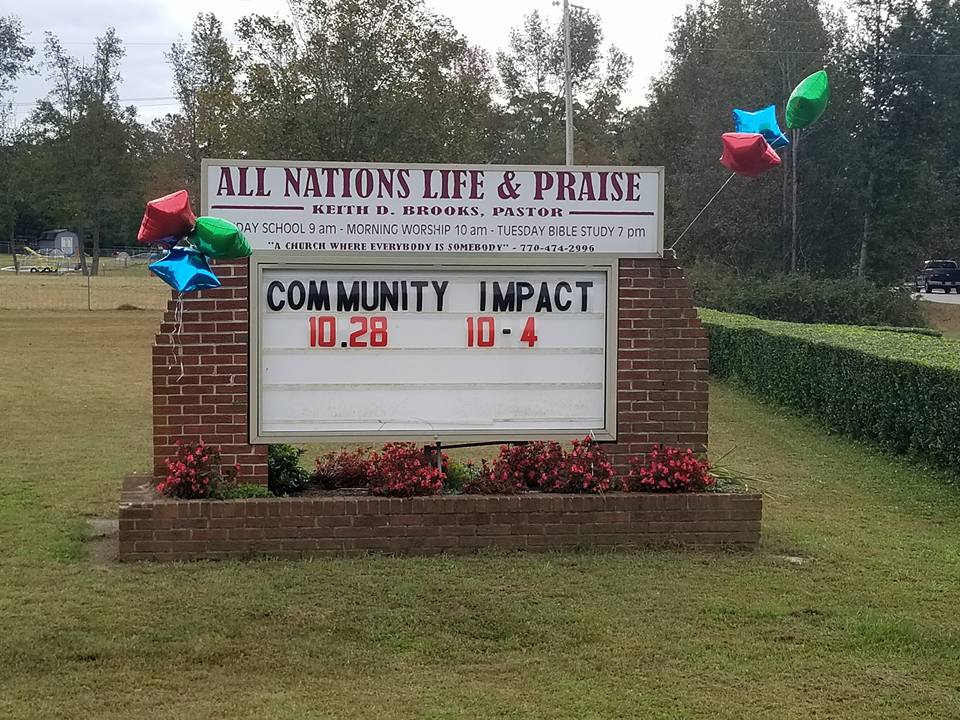 ALL NATIONS LIFE & PRAISE
KEITH D. BROOKS, PASTOR
DAY SCHOOL 9 am - MORNING WORSHIP 10 am - TUESDAY BIBLE STUDY 7 pm
"A CHURCH WHERE EVERYBODY IS SOMEBODY" - 770-474-2996
COMMUNITY IMPACT
10.28 10-4